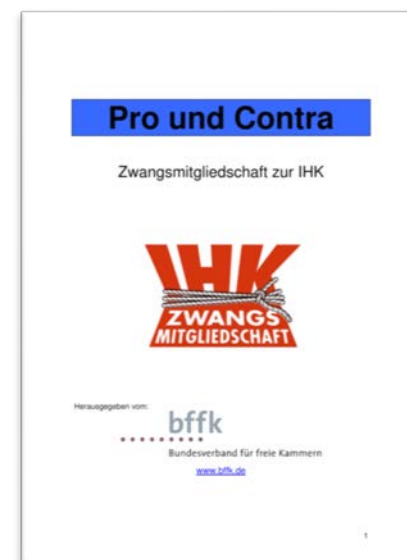 Pro und Contra
Zwangsmitgliedschaft zur IHK
IHK
ZWANGS
MITGLIEDSCHAFT
Herausgegeben vom:
bffk
Bundesverband für freie Kammern
www.bffk.de
1